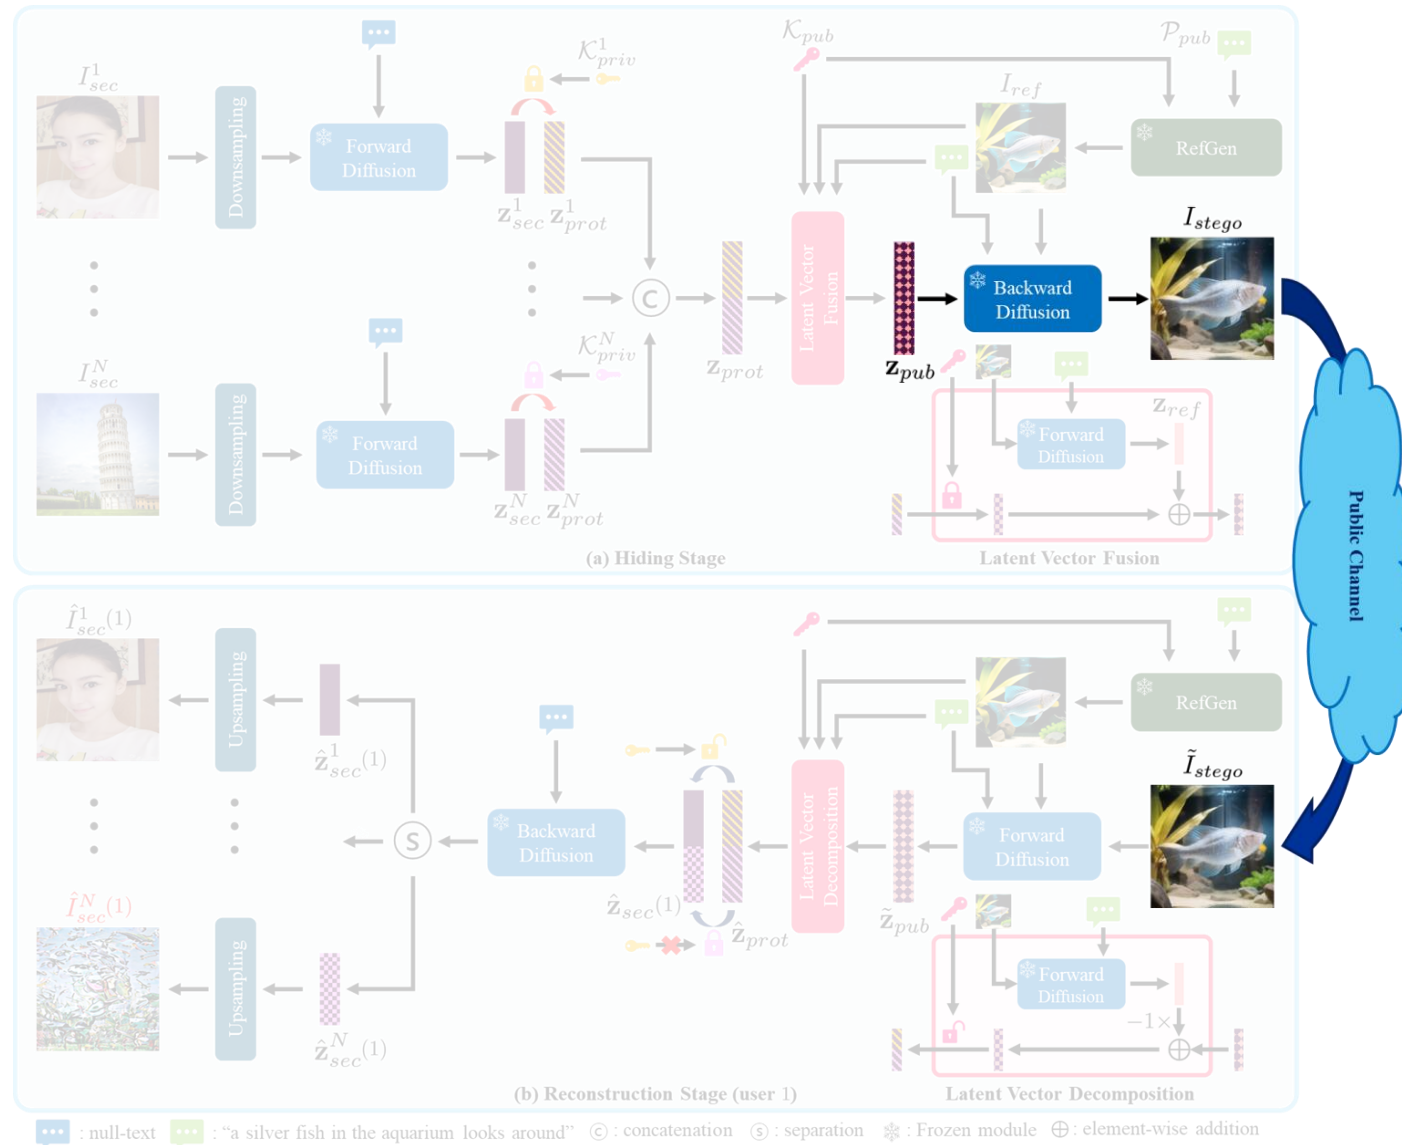 K_pub
P_pub
K^1_priv
I^1_sec
I_ref
Downsampling
Forward
Diffusion
RefGen
z^1_sec
z^1_prot
I_stego
Latent Vector
Fusion
Backward
Diffusion
C
K^N_priv
I^N_sec
z_prot
z_pub
z_ref
Downsampling
Forward
Diffusion
Forward
Diffusion
z^N_sec
z^N_prot
(a) Hiding Stage
Latent Vector Fusion
Public Channel
Î^1_sec(1)
Upsampling
RefGen
ẑ^1_sec(1)
Ĩ_stego
Latent Vector
Decomposition
Backward
Diffusion
Forward
Diffusion
S
Î^N_sec(1)
ẑ_sec(1)
ẑ_prot
z̃_pub
Upsampling
Forward
Diffusion
−1×
ẑ^N_sec(1)
(b) Reconstruction Stage (user 1)
Latent Vector Decomposition
: null-text
: “a silver fish in the aquarium looks around”
C : concatenation
S : separation
: Frozen module
⊕ : element-wise addition